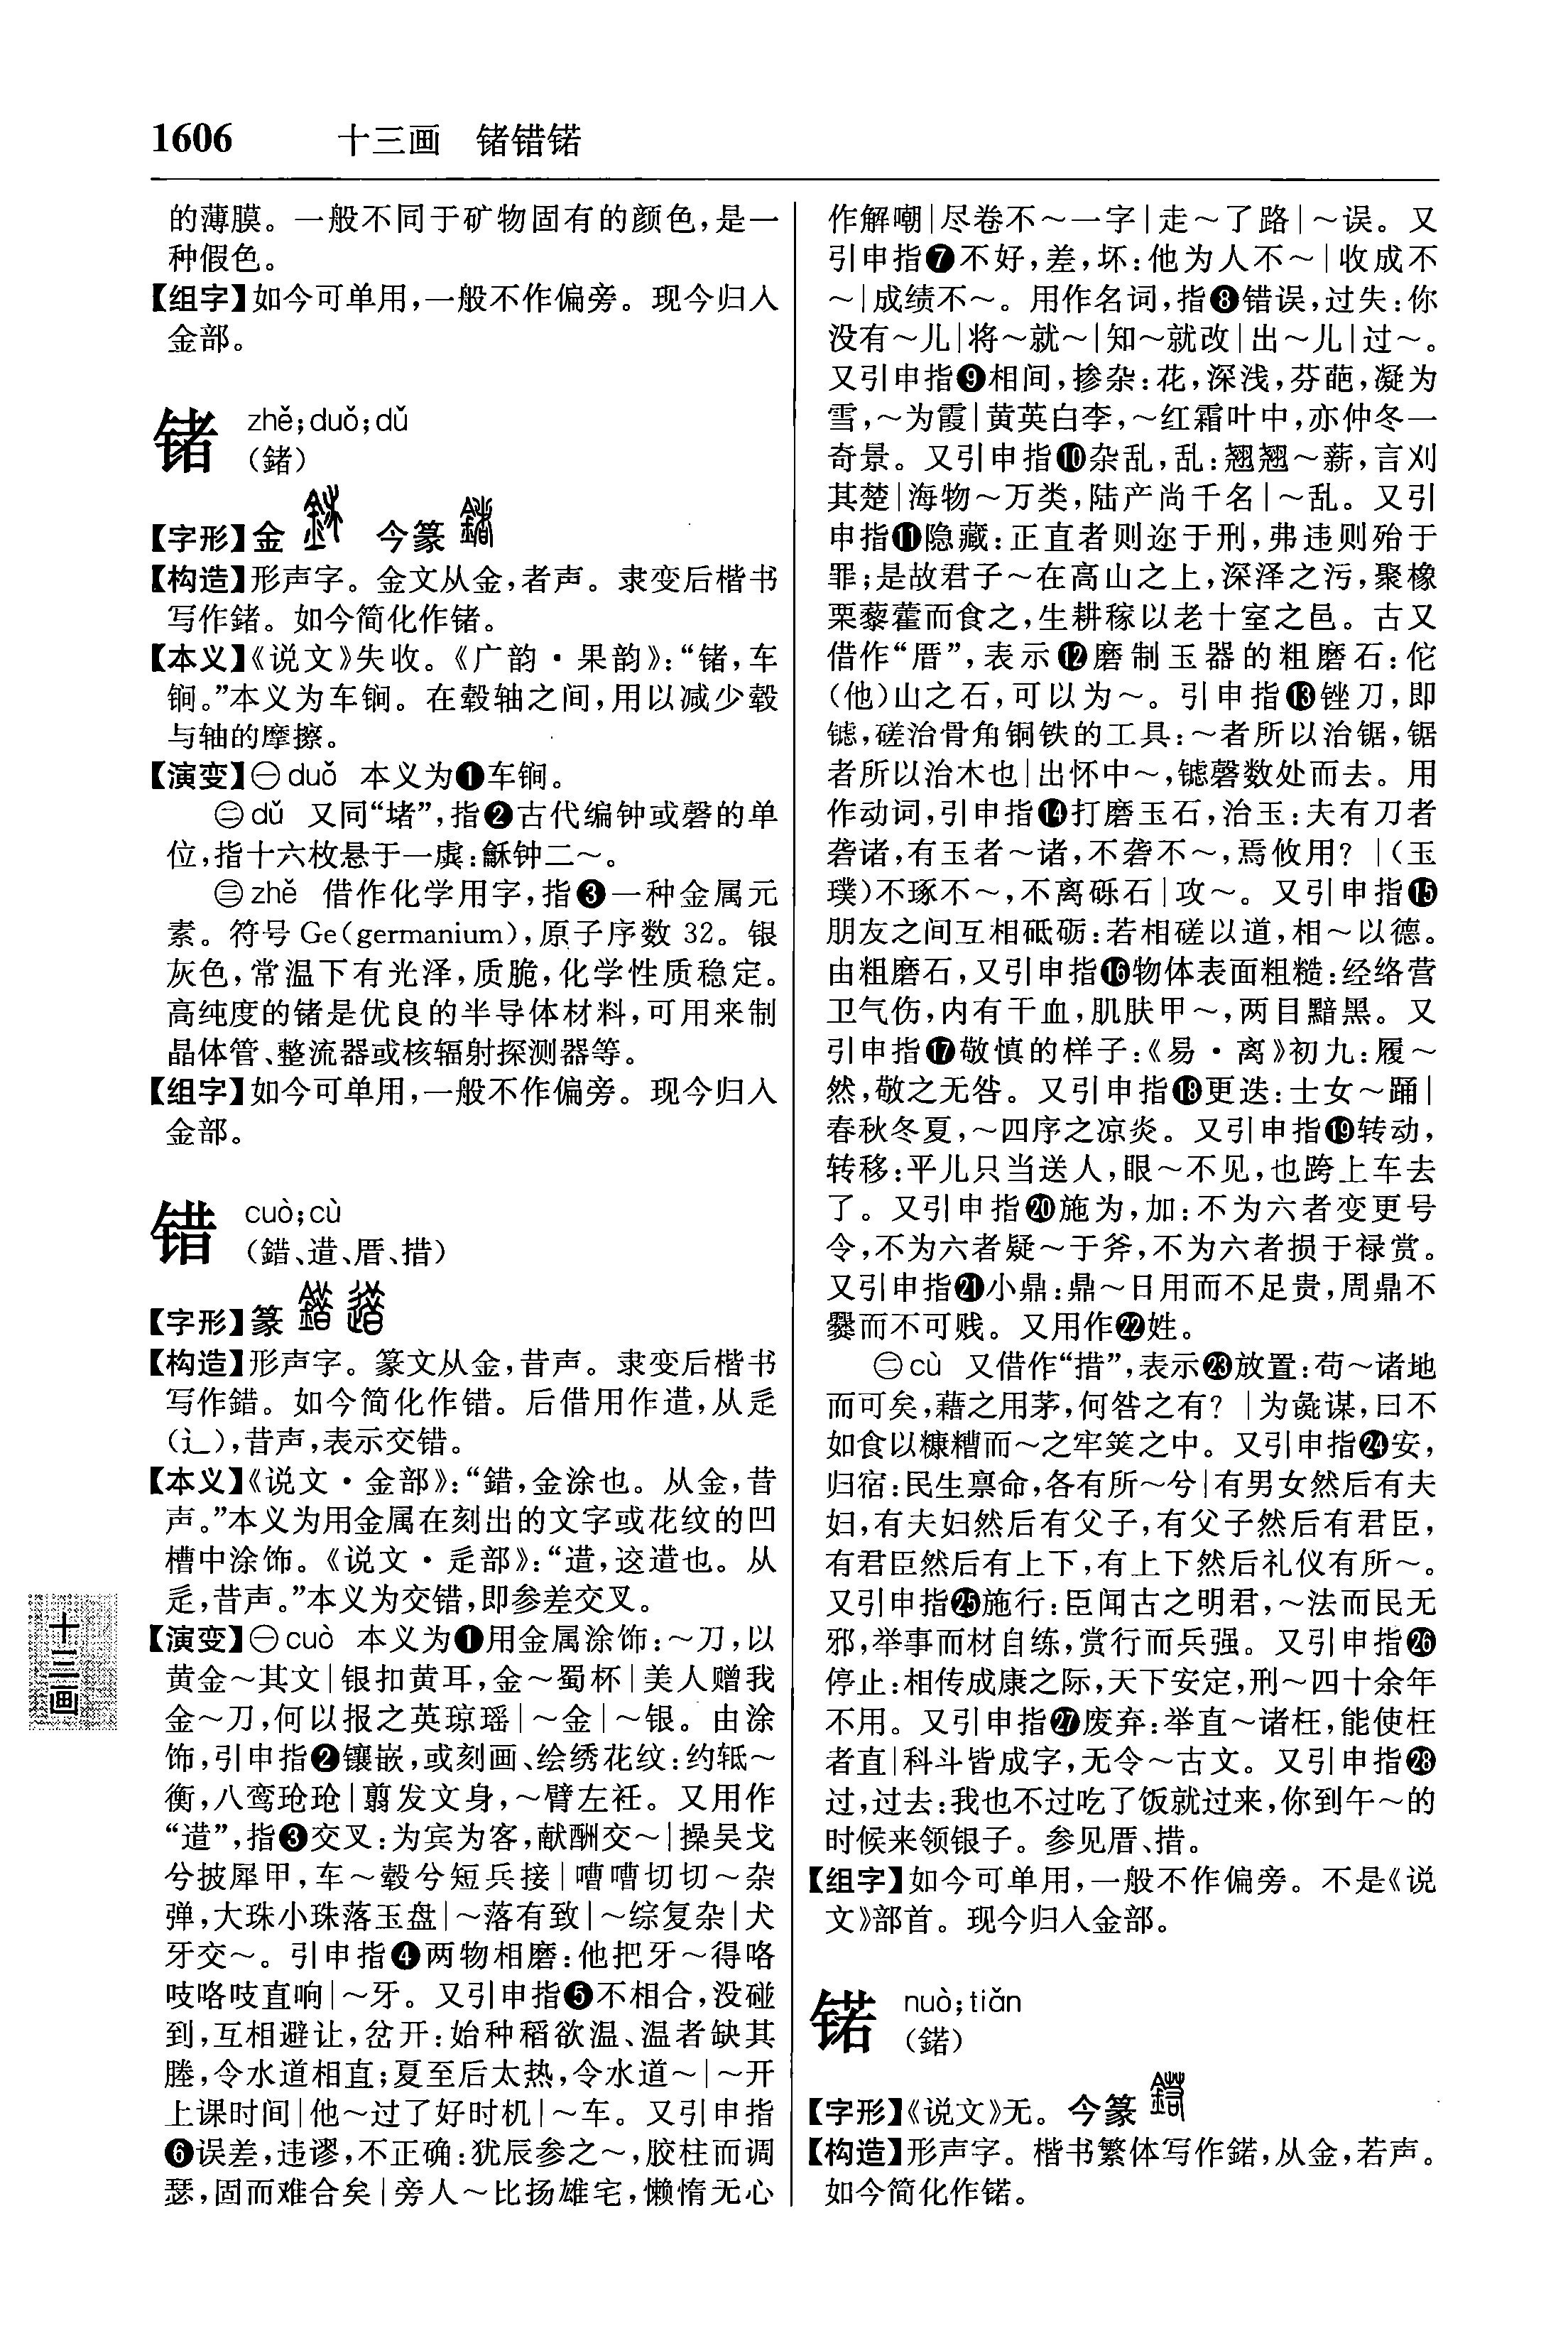 1606 十三画 锗错锘
的薄膜。一般不同于矿物固有的颜色,是一
种假色。
【组字】如今可单用,一般不作偏旁。现今归入
金部。
锗 zhě;duǒ;dǔ
(鍺)
【字形】金 今篆
【构造】形声字。金文从金,者声。隶变后楷书
写作鍺。如今简化作锗。
【本义】《说文》失收。《广韵·果韵》:“锗,车
锏。”本义为车锏。在毂轴之间,用以减少毂
与轴的摩擦。
【演变】㊀duǒ 本义为❶车锏。
㊁dǔ 又同“堵”,指❷古代编钟或磬的单
位,指十六枚悬于一虡:龢钟二～。
㊂zhě 借作化学用字,指❸一种金属元
素。符号 Ge(germanium),原子序数 32。银
灰色,常温下有光泽,质脆,化学性质稳定。
高纯度的锗是优良的半导体材料,可用来制
晶体管、整流器或核辐射探测器等。
【组字】如今可单用,一般不作偏旁。现今归入
金部。
错 cuò;cù
(錯、逪、厝、措)
【字形】篆
【构造】形声字。篆文从金,昔声。隶变后楷书
写作錯。如今简化作错。后借用作逪,从辵
(辶),昔声,表示交错。
【本义】《说文·金部》:“錯,金涂也。从金,昔
声。”本义为用金属在刻出的文字或花纹的凹
槽中涂饰。《说文·辵部》:“逪,这逪也。从
辵,昔声。”本义为交错,即参差交叉。
【演变】㊀cuò 本义为❶用金属涂饰:～刀,以
黄金～其文|银扣黄耳,金～蜀杯|美人赠我
金～刀,何以报之英琼瑶|～金|～银。由涂
饰,引申指❷镶嵌,或刻画、绘绣花纹:约軝～
衡,八鸾玱玱|翦发文身,～臂左衽。又用作
“逪”,指❸交叉:为宾为客,献酬交～|操吴戈
兮披犀甲,车～毂兮短兵接|嘈嘈切切～杂
弹,大珠小珠落玉盘|～落有致|～综复杂|犬
牙交～。引申指❹两物相磨:他把牙～得咯
吱咯吱直响|～牙。又引申指❺不相合,没碰
到,互相避让,岔开:始种稻欲温、温者缺其
塍,令水道相直;夏至后太热,令水道～|～开
上课时间|他～过了好时机|～车。又引申指
❻误差,违谬,不正确:犹辰参之～,胶柱而调
瑟,固而难合矣|旁人～比扬雄宅,懒惰无心
作解嘲|尽卷不～一字|走～了路|～误。又
引申指❼不好,差,坏:他为人不～|收成不
～|成绩不～。用作名词,指❽错误,过失:你
没有～儿|将～就～|知～就改|出～儿|过～。
又引申指❾相间,掺杂:花,深浅,芬葩,凝为
雪,～为霞|黄英白李,～红霜叶中,亦仲冬一
奇景。又引申指❿杂乱,乱:翘翘～薪,言刈
其楚|海物～万类,陆产尚千名|～乱。又引
申指⓫隐藏:正直者则迩于刑,弗违则殆于
罪;是故君子～在高山之上,深泽之污,聚橡
栗藜藿而食之,生耕稼以老十室之邑。古又
借作“厝”,表示⓬磨制玉器的粗磨石:佗
(他)山之石,可以为～。引申指⓭锉刀,即
鐻,磋治骨角铜铁的工具:～者所以治锯,锯
者所以治木也|出怀中～,鐻磬数处而去。用
作动词,引申指⓮打磨玉石,治玉:夫有刀者
砻诸,有玉者～诸,不砻不～,焉攸用？|(玉
璞)不琢不～,不离砾石|攻～。又引申指⓯
朋友之间互相砥砺:若相磋以道,相～以德。
由粗磨石,又引申指⓰物体表面粗糙:经络营
卫气伤,内有干血,肌肤甲～,两目黯黑。又
引申指⓱敬慎的样子:《易·离》初九:履～
然,敬之无咎。又引申指⓲更迭:士女～踊|
春秋冬夏,～四序之凉炎。又引申指⓳转动,
转移:平儿只当送人,眼～不见,也跨上车去
了。又引申指⓴施为,加:不为六者变更号
令,不为六者疑～于斧,不为六者损于禄赏。
又引申指㉑小鼎:鼎～日用而不足贵,周鼎不
爨而不可贱。又用作㉒姓。
㊁cù 又借作“措”,表示㉓放置:苟～诸地
而可矣,藉之用茅,何咎之有？|为彘谋,曰不
如食以糠糟而～之牢筴之中。又引申指㉔安,
归宿:民生禀命,各有所～兮|有男女然后有夫
妇,有夫妇然后有父子,有父子然后有君臣,
有君臣然后有上下,有上下然后礼仪有所～。
又引申指㉕施行:臣闻古之明君,～法而民无
邪,举事而材自练,赏行而兵强。又引申指㉖
停止:相传成康之际,天下安定,刑～四十余年
不用。又引申指㉗废弃:举直～诸枉,能使枉
者直|科斗皆成字,无令～古文。又引申指㉘
过,过去:我也不过吃了饭就过来,你到午～的
时候来领银子。参见厝、措。
【组字】如今可单用,一般不作偏旁。不是《说
文》部首。现今归入金部。
锘 nuò;tiǎn
(鍩)
【字形】《说文》无。今篆
【构造】形声字。楷书繁体写作鍩,从金,若声。
如今简化作锘。
十三画